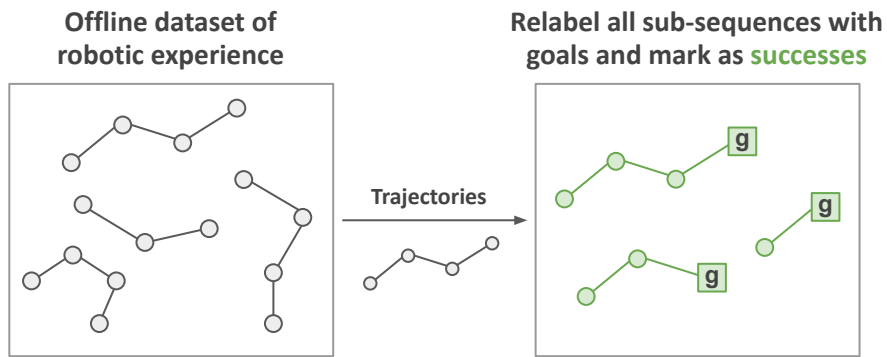 Offline dataset of
robotic experience
Relabel all sub-sequences with
goals and mark as successes
Trajectories
g
g
g